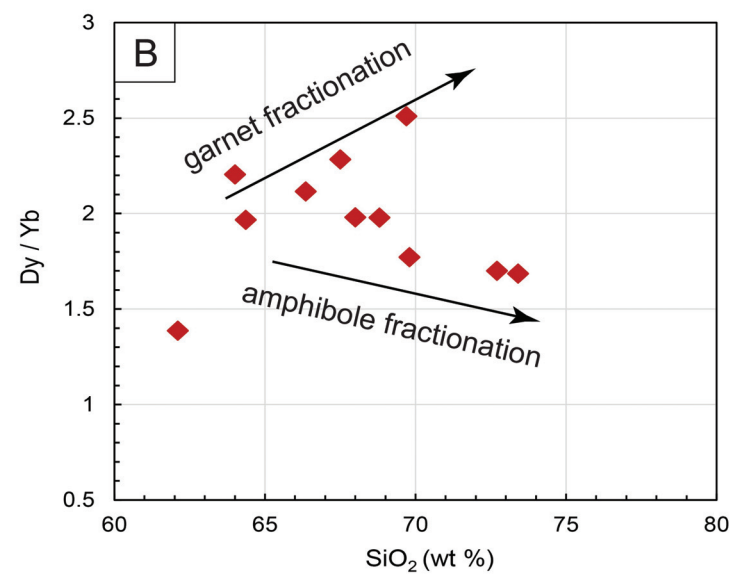 B
3
2.5
2
1.5
1
0.5
Dy / Yb
garnet fractionation
amphibole fractionation
60 65 70 75 80
SiO₂ (wt %)